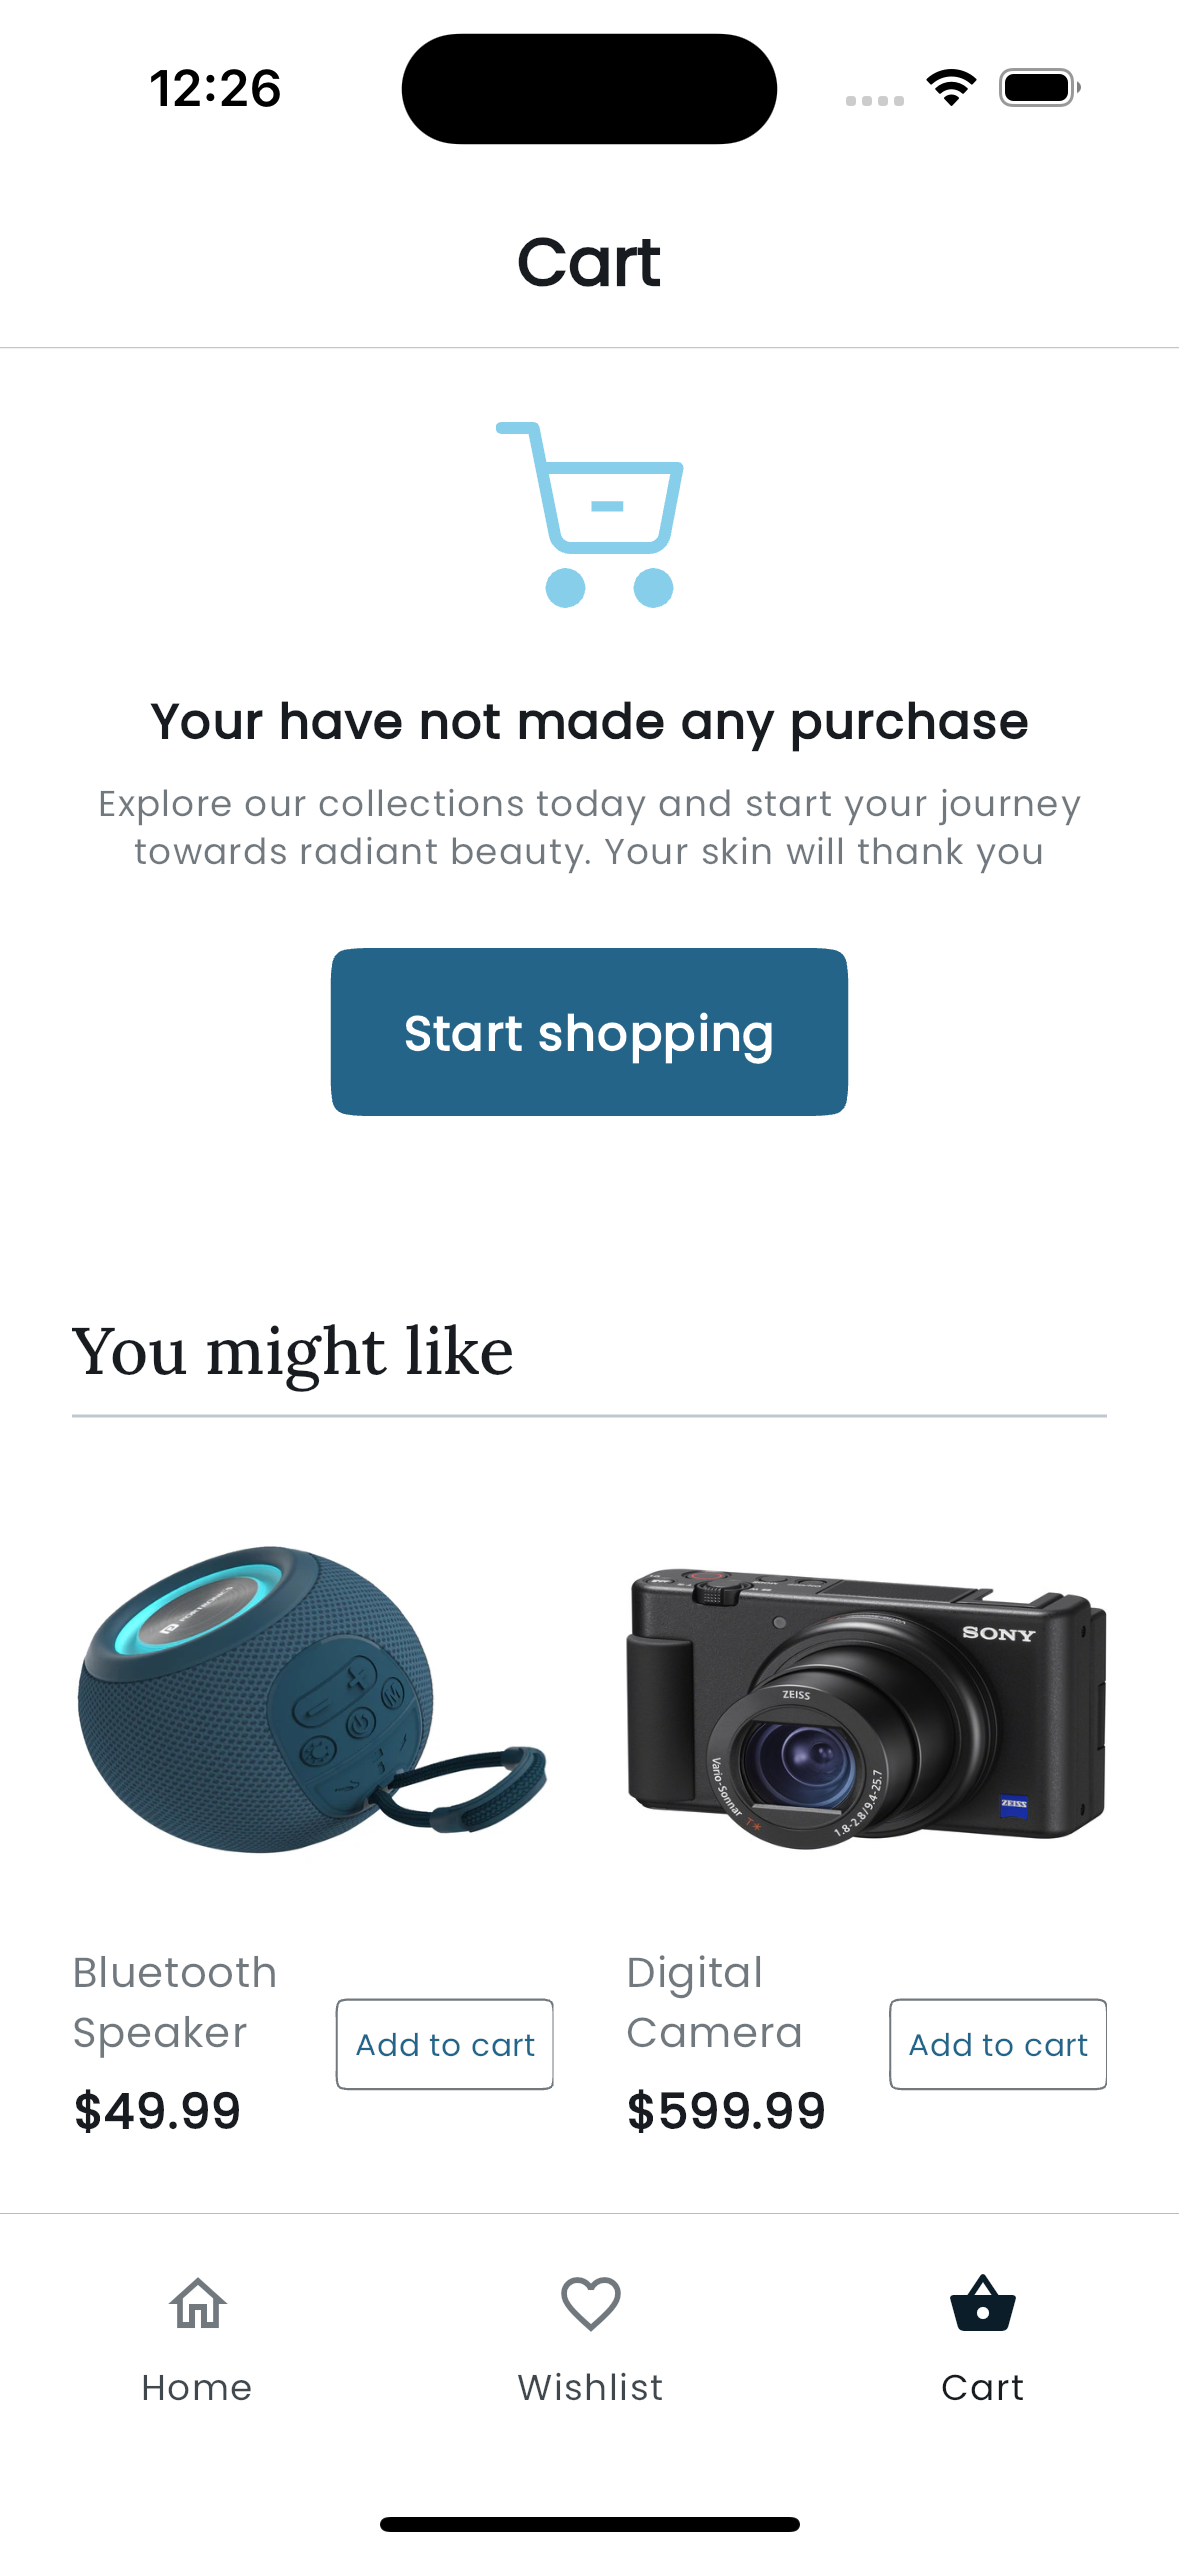 12:26
Cart
Your have not made any purchase
Explore our collections today and start your journey
towards radiant beauty. Your skin will thank you
Start shopping
You might like
SONY
ZEISS
Vario-Sonnar T* 1.8-2.8/9.4-25.7
ZEISS
Bluetooth
Speaker
Add to cart
$49.99
Digital
Camera
Add to cart
$599.99
Home
Wishlist
Cart